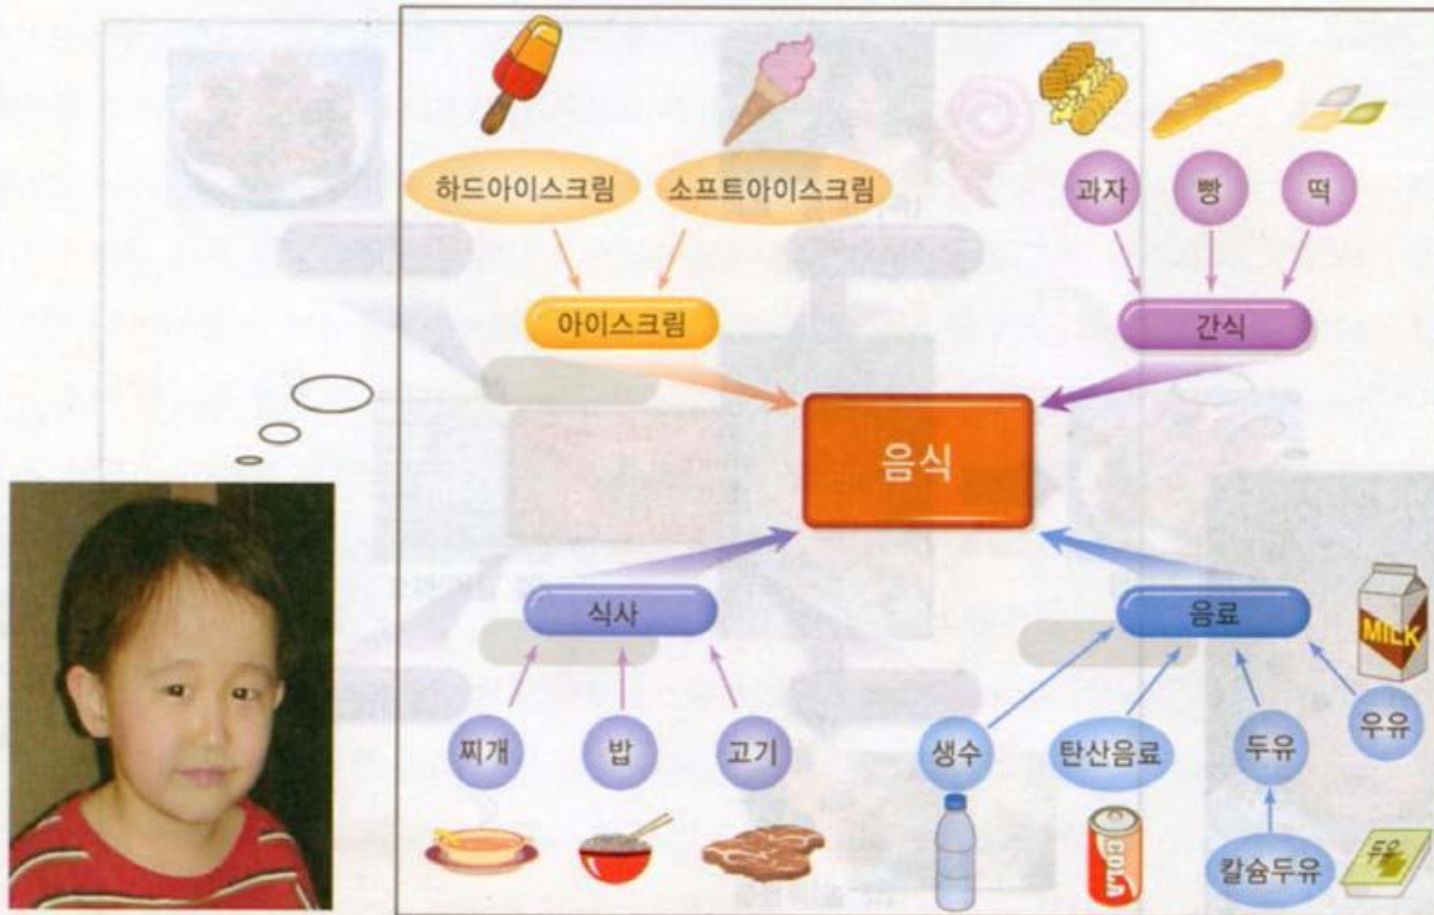 하드아이스크림
소프트아이스크림
과자
빵
떡
아이스크림
간식
음식
식사
음료
MILK
찌개
밥
고기
생수
탄산음료
두유
우유
COLA
칼슘두유
두유